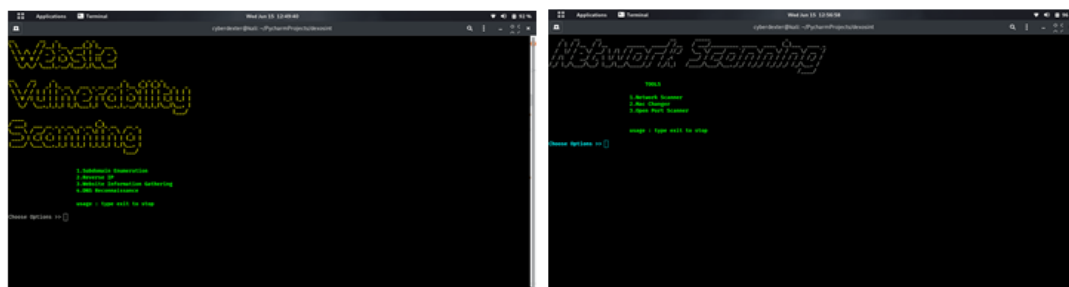 Applications Terminal Wed Jun 15 12:49:40 92 %
cyberdexter@kali: ~/PycharmProjects/devosint
Website
Vulnerability
Scanning
1.Subdomain Enumeration
2.Reverse IP
3.Website Information Gathering
4.DNS Reconnaissance
usage : type exit to stop
Choose Options >>
Applications Terminal Wed Jun 15 12:56:58
cyberdexter@kali: ~/PycharmProjects/devosint
Network Scanning
TOOLS
1.Network Scanner
2.Mac Changer
3.Open Port Scanner
usage : type exit to stop
Choose Options >>